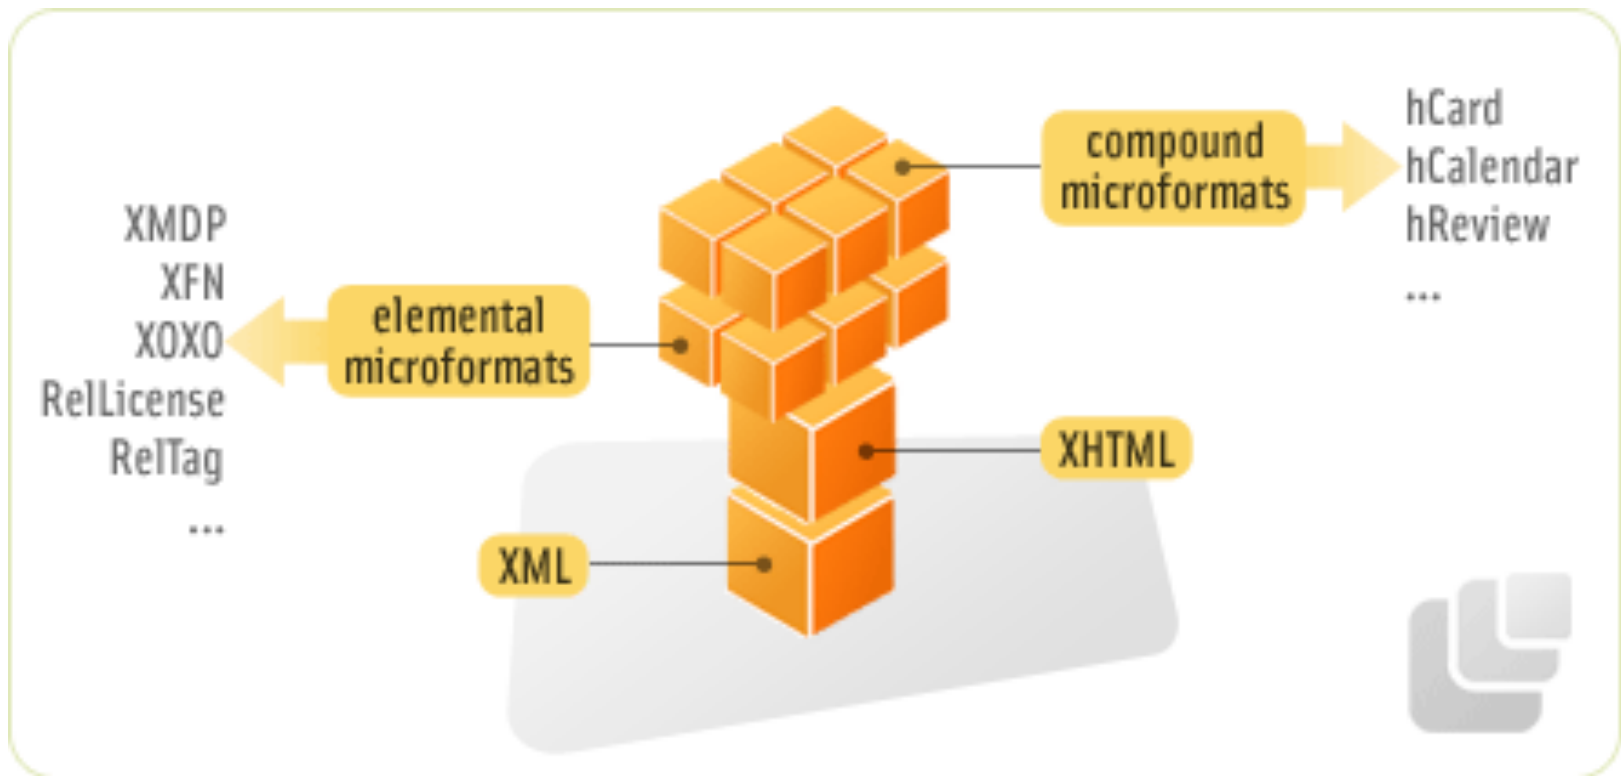 hCard
compound
microformats
hCalendar
hReview
...
XMDP
XFN
elemental
microformats
XOXO
RelLicense
RelTag
...
XHTML
XML